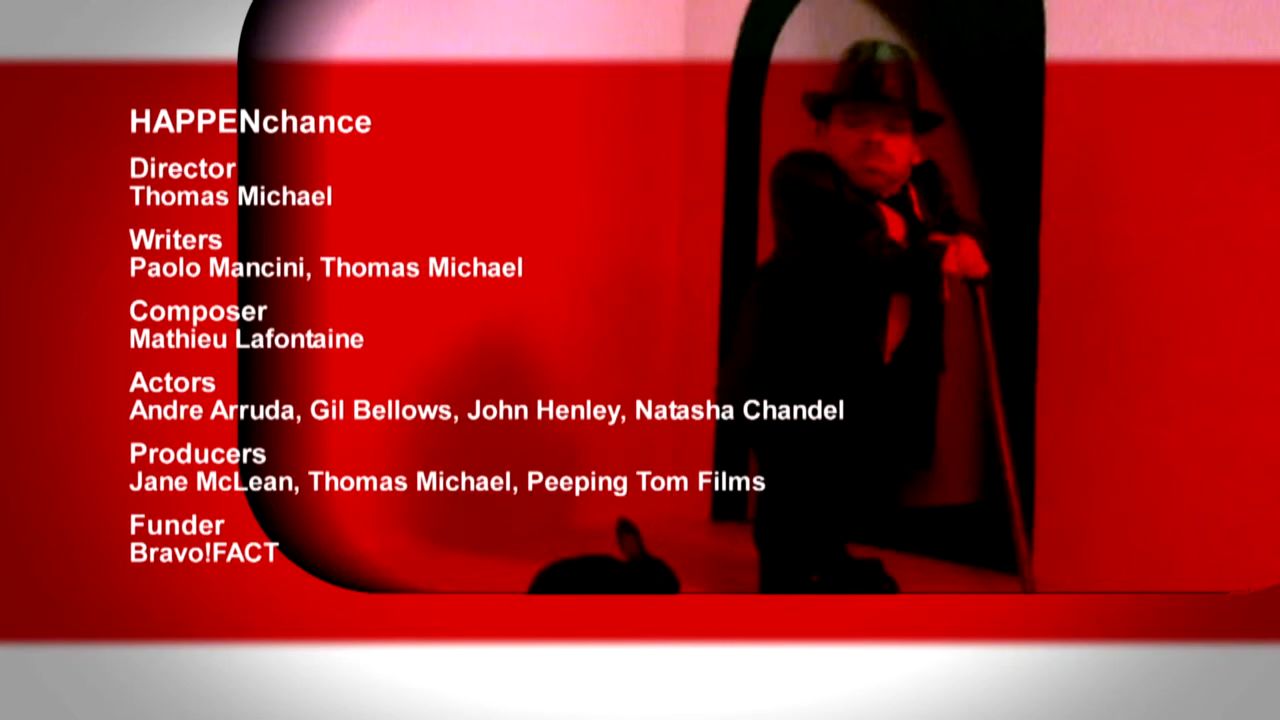 HAPPENchance
Director
Thomas Michael
Writers
Paolo Mancini, Thomas Michael
Composer
Mathieu Lafontaine
Actors
Andre Arruda, Gil Bellows, John Henley, Natasha Chandel
Producers
Jane McLean, Thomas Michael, Peeping Tom Films
Funder
Bravo!FACT